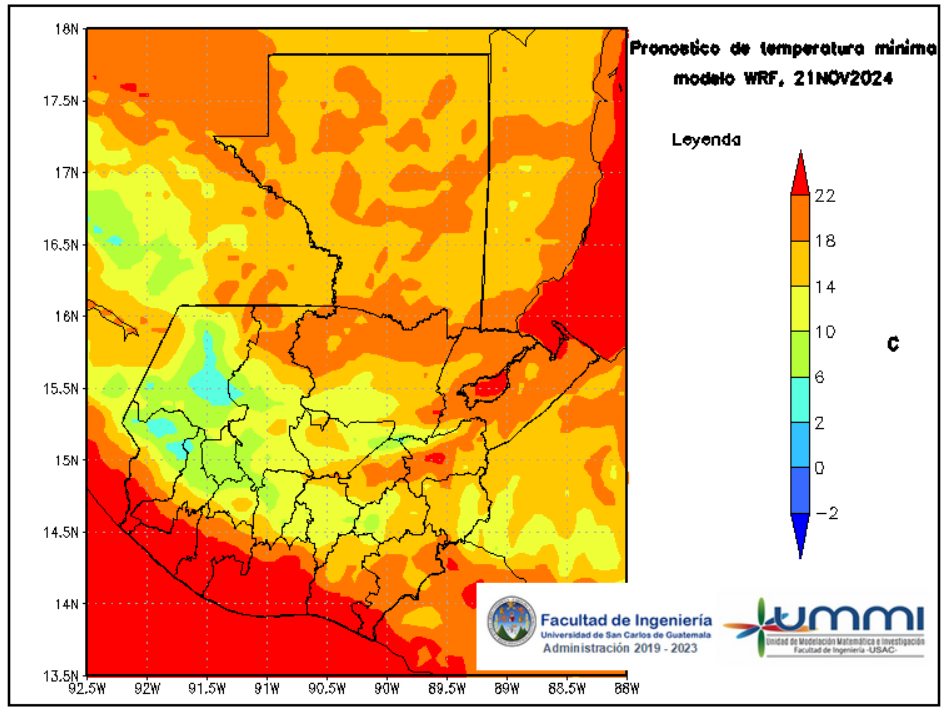 Pronostico de temperatura minima
modelo WRF, 21NOV2024
Leyenda
22
18
14
10
6
2
0
−2
C
18N
17.5N
17N
16.5N
16N
15.5N
15N
14.5N
14N
13.5N
92.5W
92W
91.5W
91W
90.5W
90W
89.5W
89W
88.5W
88W
Facultad de Ingeniería
Universidad de San Carlos de Guatemala
Administración 2019 - 2023
ummi
Unidad de Modelación Matemática e Investigación
Facultad de Ingeniería -USAC-